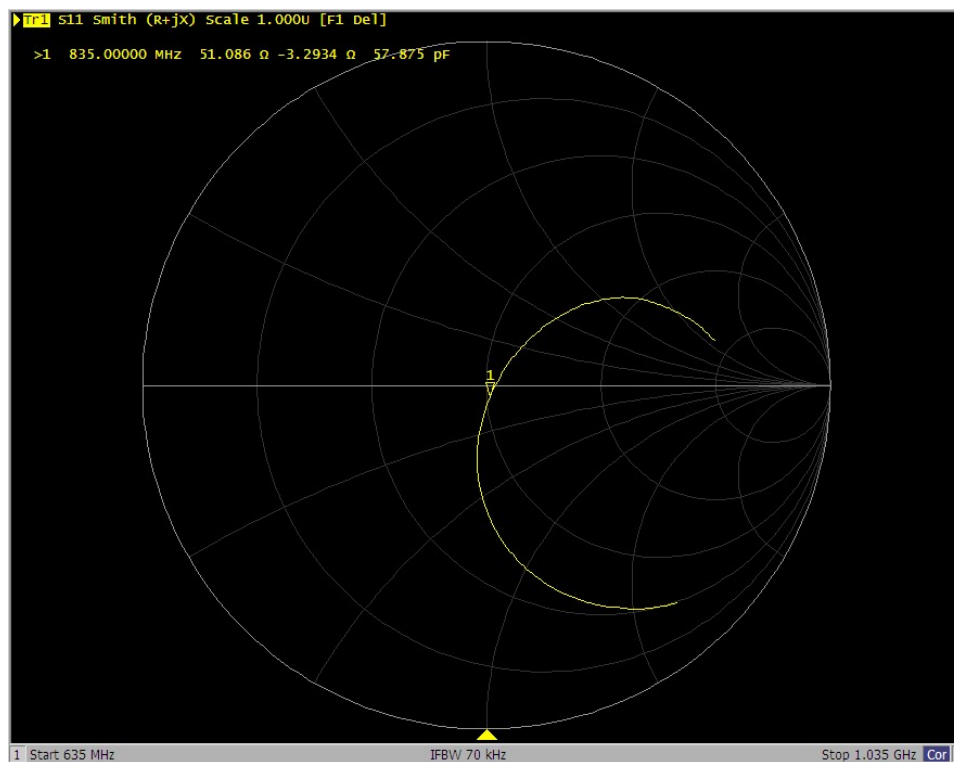 Tr1 S11 Smith (R+jX) Scale 1.000U [F1 Del]
>1 835.00000 MHz 51.086 Ω -3.2934 Ω 57.875 pF
1
1 Start 635 MHz IFBW 70 kHz Stop 1.035 GHz Cor